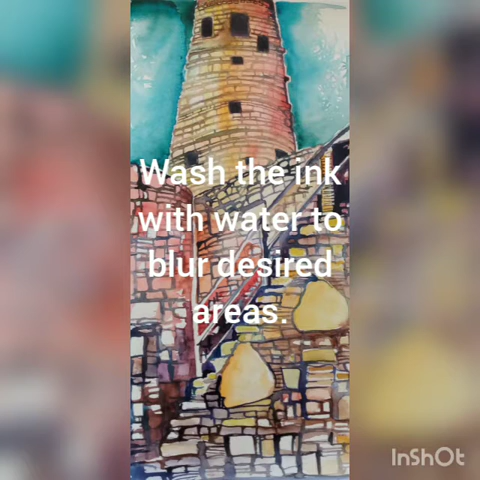 Wash the ink
with water to
blur desired
areas.
InShOt